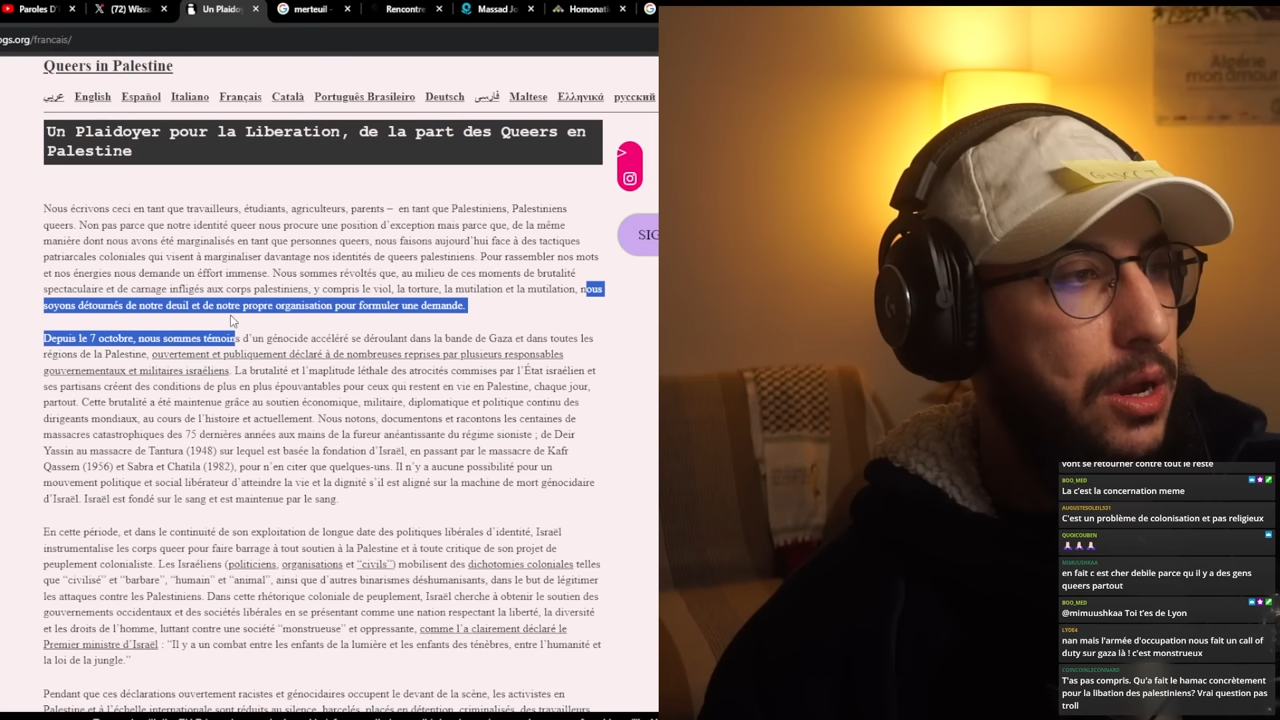 Paroles D'I
(72) Wissa
Un Plaido
merteuil -
Rencontre
Massad Jo
Homonati
ogs.org/francais/
Queers in Palestine
عربي English Español Italiano Français Català Português Brasileiro Deutsch فارسی Maltese Ελληνικά русский
Un Plaidoyer pour la Liberation, de la part des Queers en
Palestine
SIG
Nous écrivons ceci en tant que travailleurs, étudiants, agriculteurs, parents – en tant que Palestiniens, Palestiniens
queers. Non pas parce que notre identité queer nous procure une position d'exception mais parce que, de la même
manière dont nous avons été marginalisés en tant que personnes queers, nous faisons aujourd'hui face à des tactiques
patriarcales coloniales qui visent à marginaliser davantage nos identités de queers palestiniens. Pour rassembler nos mots
et nos énergies nous demande un éffort immense. Nous sommes révoltés que, au milieu de ces moments de brutalité
spectaculaire et de carnage infligés aux corps palestiniens, y compris le viol, la torture, la mutilation et la mutilation, nous
soyons détournés de notre deuil et de notre propre organisation pour formuler une demande.
Depuis le 7 octobre, nous sommes témoins d'un génocide accéléré se déroulant dans la bande de Gaza et dans toutes les
régions de la Palestine, ouvertement et publiquement déclaré à de nombreuses reprises par plusieurs responsables
gouvernementaux et militaires israéliens. La brutalité et l'maplitude léthale des atrocités commises par l'État israélien et
ses partisans créent des conditions de plus en plus épouvantables pour ceux qui restent en vie en Palestine, chaque jour,
partout. Cette brutalité a été maintenue grâce au soutien économique, militaire, diplomatique et politique continu des
dirigeants mondiaux, au cours de l'histoire et actuellement. Nous notons, documentons et racontons les centaines de
massacres catastrophiques des 75 dernières années aux mains de la fureur anéantissante du régime sioniste ; de Deir
Yassin au massacre de Tantura (1948) sur lequel est basée la fondation d'Israël, en passant par le massacre de Kafr
Qassem (1956) et Sabra et Chatila (1982), pour n'en citer que quelques-uns. Il n'y a aucune possibilité pour un
mouvement politique et social libérateur d'atteindre la vie et la dignité s'il est aligné sur la machine de mort génocidaire
d'Israël. Israël est fondé sur le sang et est maintenue par le sang.
En cette période, et dans le continuité de son exploitation de longue date des politiques libérales d'identité, Israël
instrumentalise les corps queer pour faire barrage à tout soutien à la Palestine et à toute critique de son projet de
peuplement colonialiste. Les Israéliens (politiciens, organisations et “civils”) mobilisent des dichotomies coloniales telles
que “civilisé” et “barbare”, “humain” et “animal”, ainsi que d'autres binarismes déshumanisants, dans le but de légitimer
les attaques contre les Palestiniens. Dans cette rhétorique coloniale de peuplement, Israël cherche à obtenir le soutien des
gouvernements occidentaux et des sociétés libérales en se présentant comme une nation respectant la liberté, la diversité
et les droits de l'homme, luttant contre une société “monstrueuse” et oppressante, comme l'a clairement déclaré le
Premier ministre d'Israël : “Il y a un combat entre les enfants de la lumière et les enfants des ténèbres, entre l'humanité et
la loi de la jungle.”
Pendant que ces déclarations ouvertement racistes et génocidaires occupent le devant de la scène, les activistes en
Palestine et à l'échelle internationale sont réduits au silence, harcelés, placés en détention, criminalisés, des travailleurs
Algérie
mon amour
vont se retourner contre tout le reste
BOO_MED
La c'est la concernation meme
AUGUSTESOLEIL531
C'est un problème de colonisation et pas religieux
QUOICOUBEN
MIMUUSHKAA
en fait c est cher debile parce qu il y a des gens
queers partout
BOO_MED
@mimuushkaa Toi t'es de Lyon
LYDE4
nan mais l'armée d'occupation nous fait un call of
duty sur gaza là ! c'est monstrueux
COINCOINLECONNARD
T'as pas compris. Qu'a fait le hamac concrètement
pour la libation des palestiniens? Vrai question pas
troll